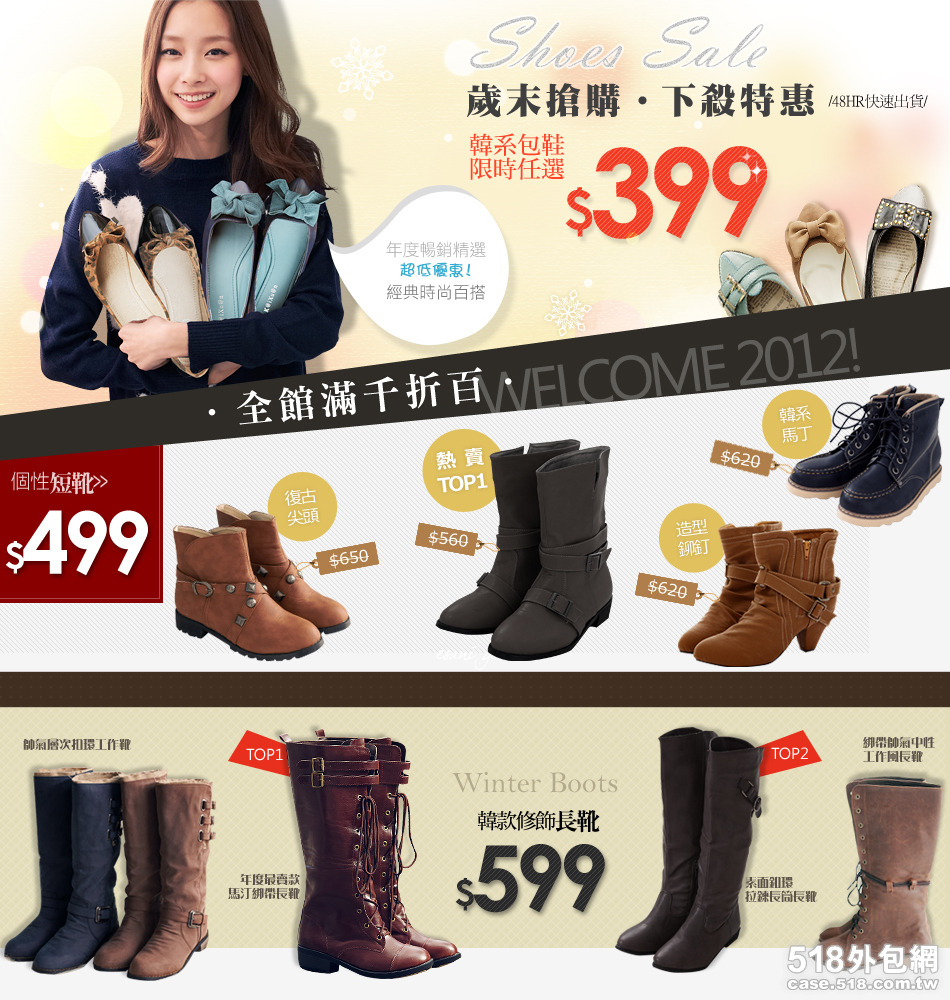 Shoes Sale
歲末搶購・下殺特惠 /48HR快速出貨/
韓系包鞋
限時任選
$399
年度暢銷精選
超低優惠!
經典時尚百搭
WELCOME 2012!
・全館滿千折百・
個性短靴»
$499
復古
尖頭
$650
熱賣
TOP1
$560
造型
鉚釘
$620
韓系
馬丁
$620
帥氣層次扣環工作靴
TOP1
年度最賣款
馬汀綁帶長靴
Winter Boots
韓款修飾長靴
$599
TOP2
素面釦環
拉鍊長筒長靴
綁帶帥氣中性
工作風長靴
518外包網
case.518.com.tw